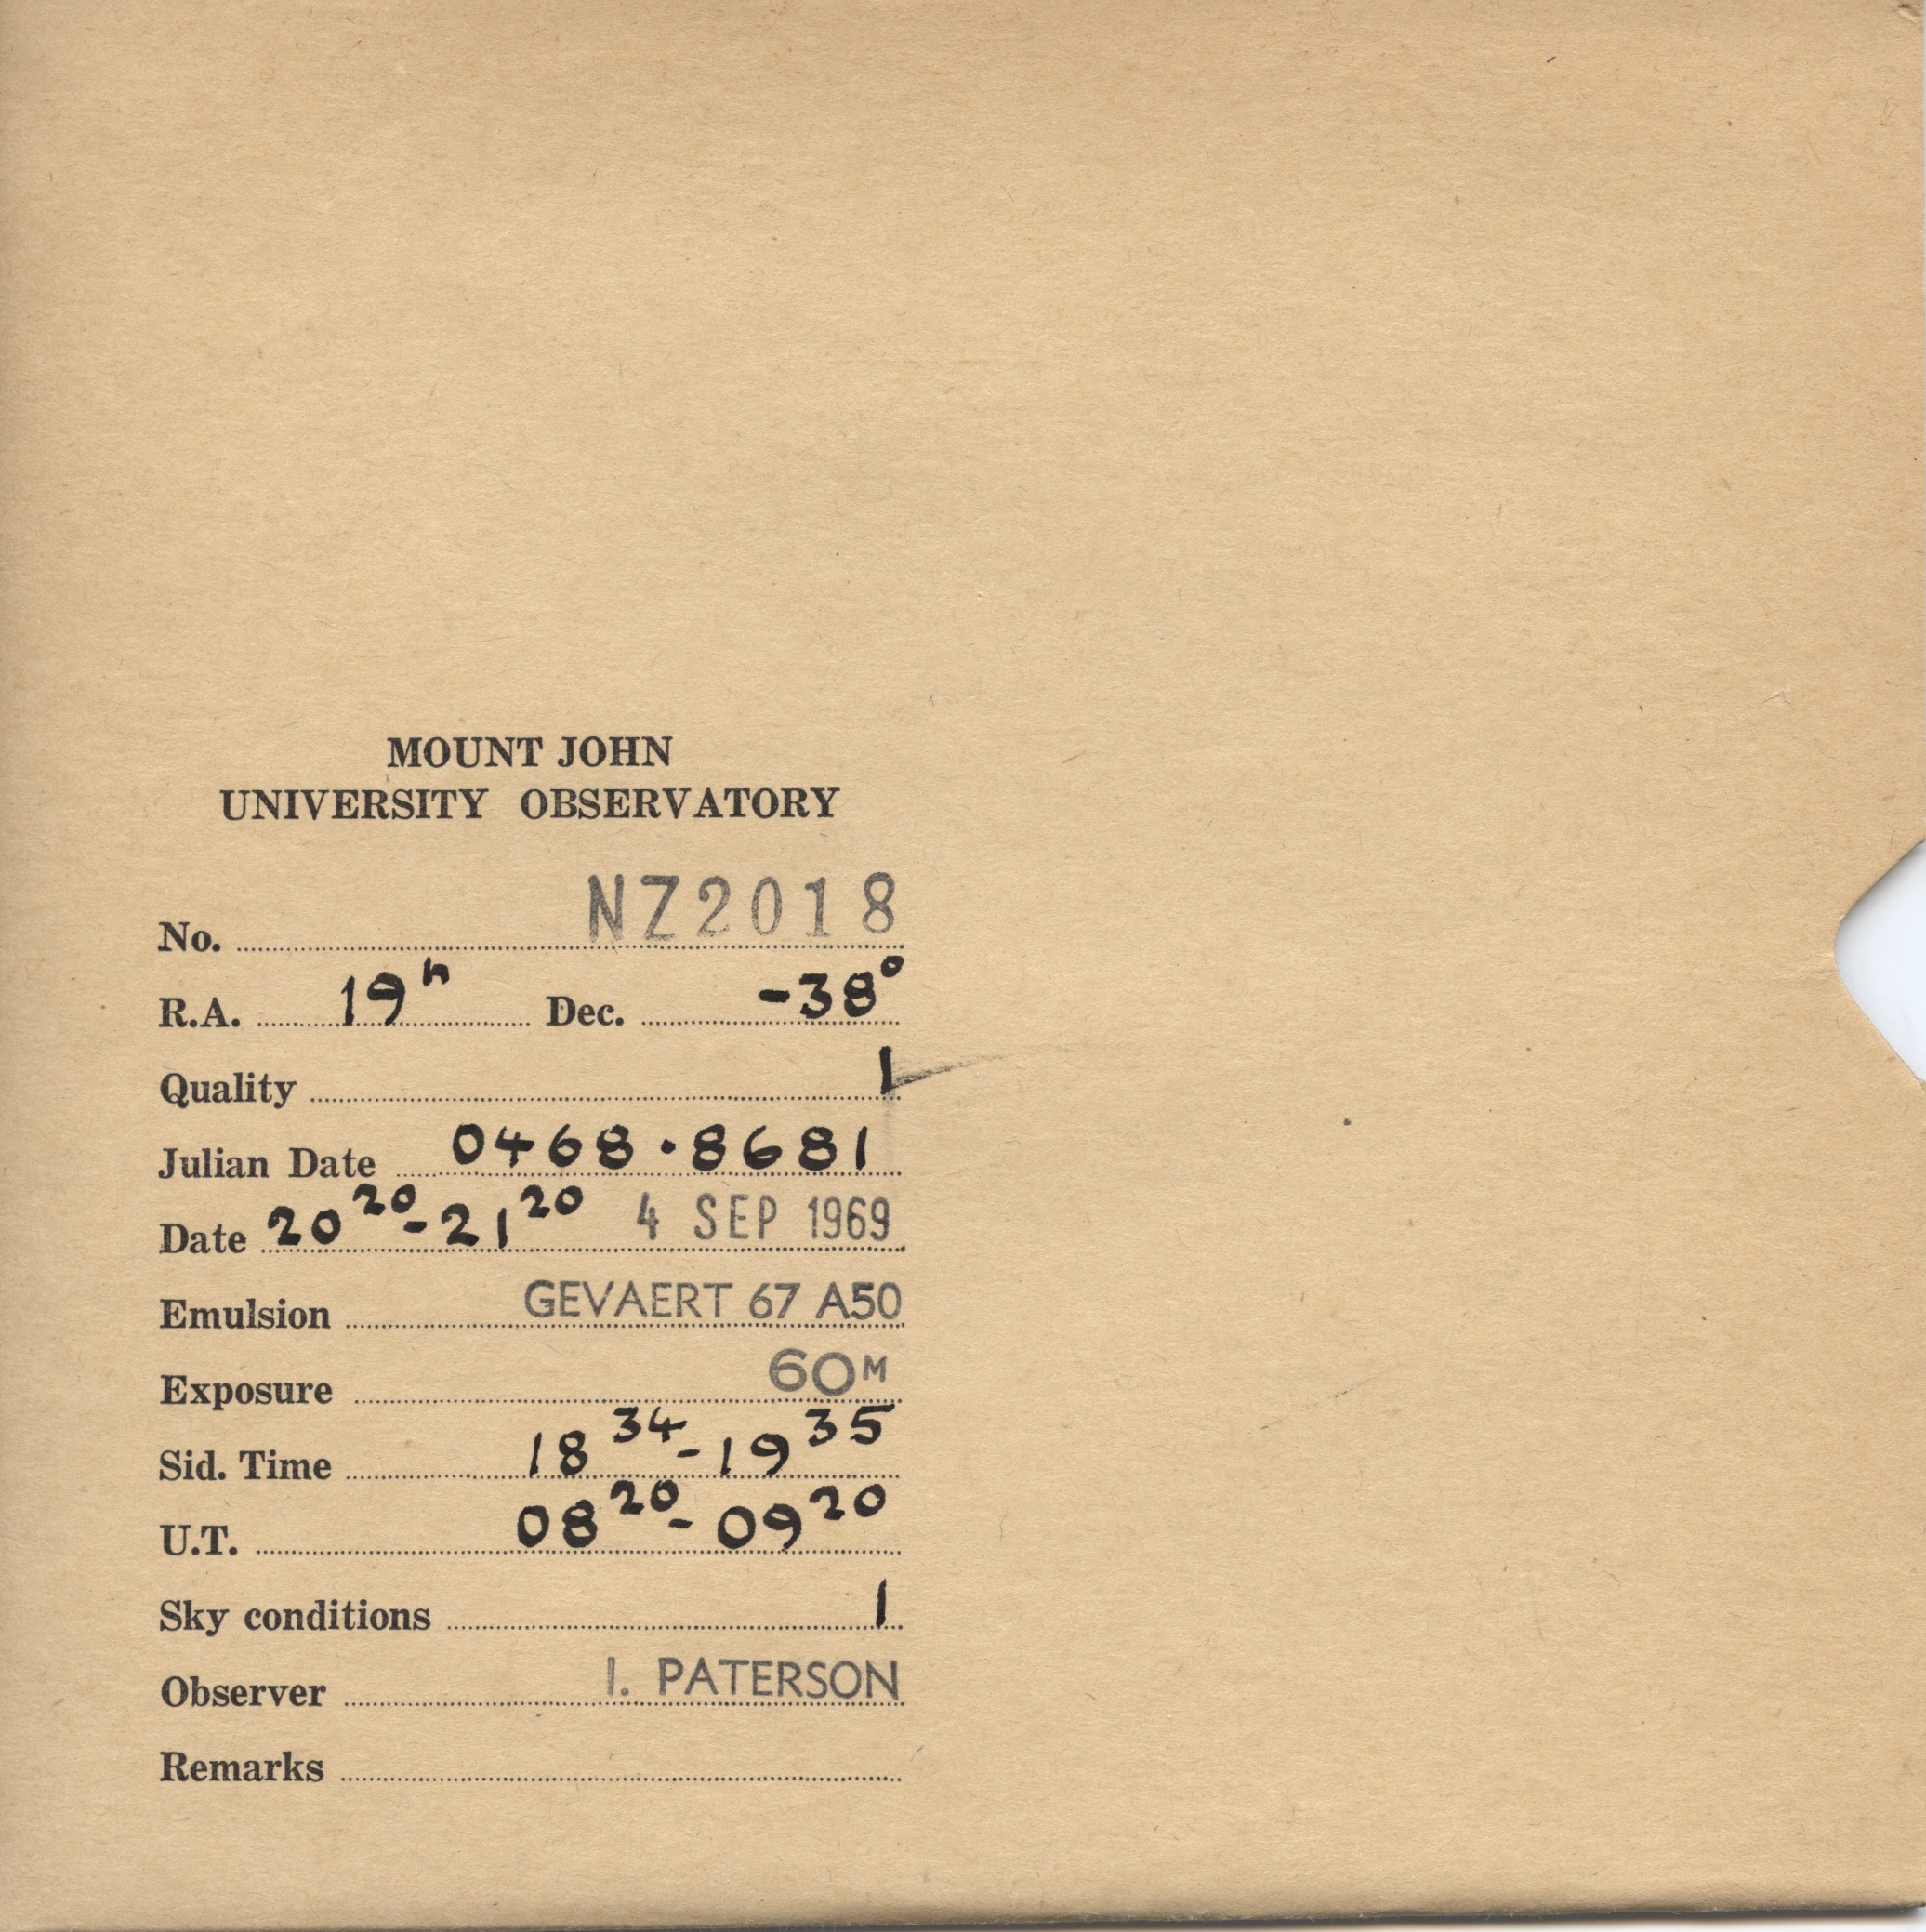 MOUNT JOHN
UNIVERSITY OBSERVATORY
No. NZ2018
R.A. 19ʰ Dec. -38°
Quality 1
Julian Date 0468.8681
Date 20²⁰-21²⁰ 4 SEP 1969
Emulsion GEVAERT 67 A50
Exposure 60ᴹ
Sid. Time 18³⁴-19³⁵
U.T. 08²⁰-09²⁰
Sky conditions 1
Observer I. PATERSON
Remarks